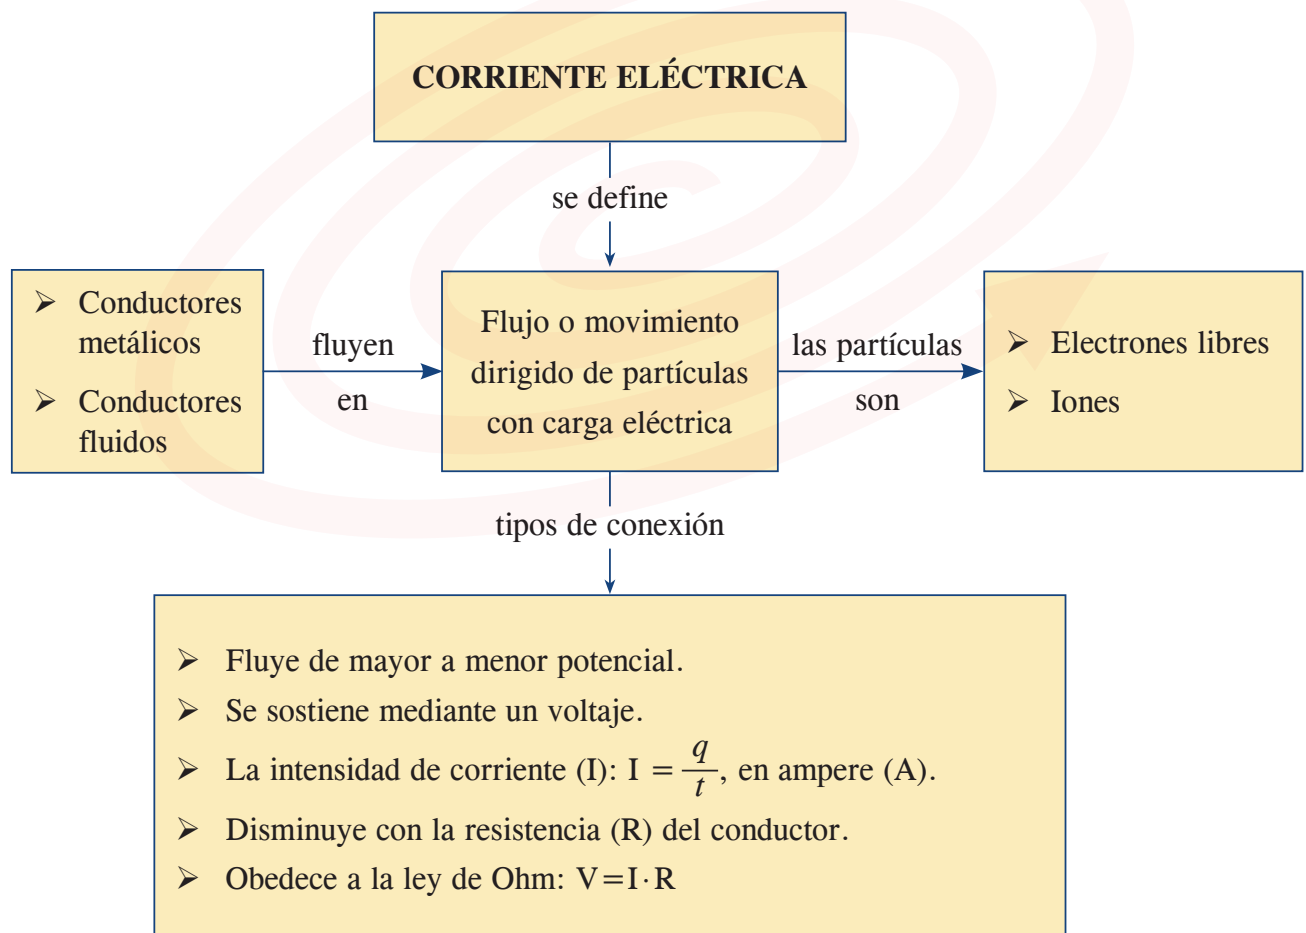 CORRIENTE ELÉCTRICA
se define
➤ Conductores
metálicos
➤ Conductores
fluidos
fluyen
en
Flujo o movimiento
dirigido de partículas
con carga eléctrica
las partículas
son
➤ Electrones libres
➤ Iones
tipos de conexión
➤ Fluye de mayor a menor potencial.
➤ Se sostiene mediante un voltaje.
➤ La intensidad de corriente (I): I = q/t, en ampere (A).
➤ Disminuye con la resistencia (R) del conductor.
➤ Obedece a la ley de Ohm: V=I·R